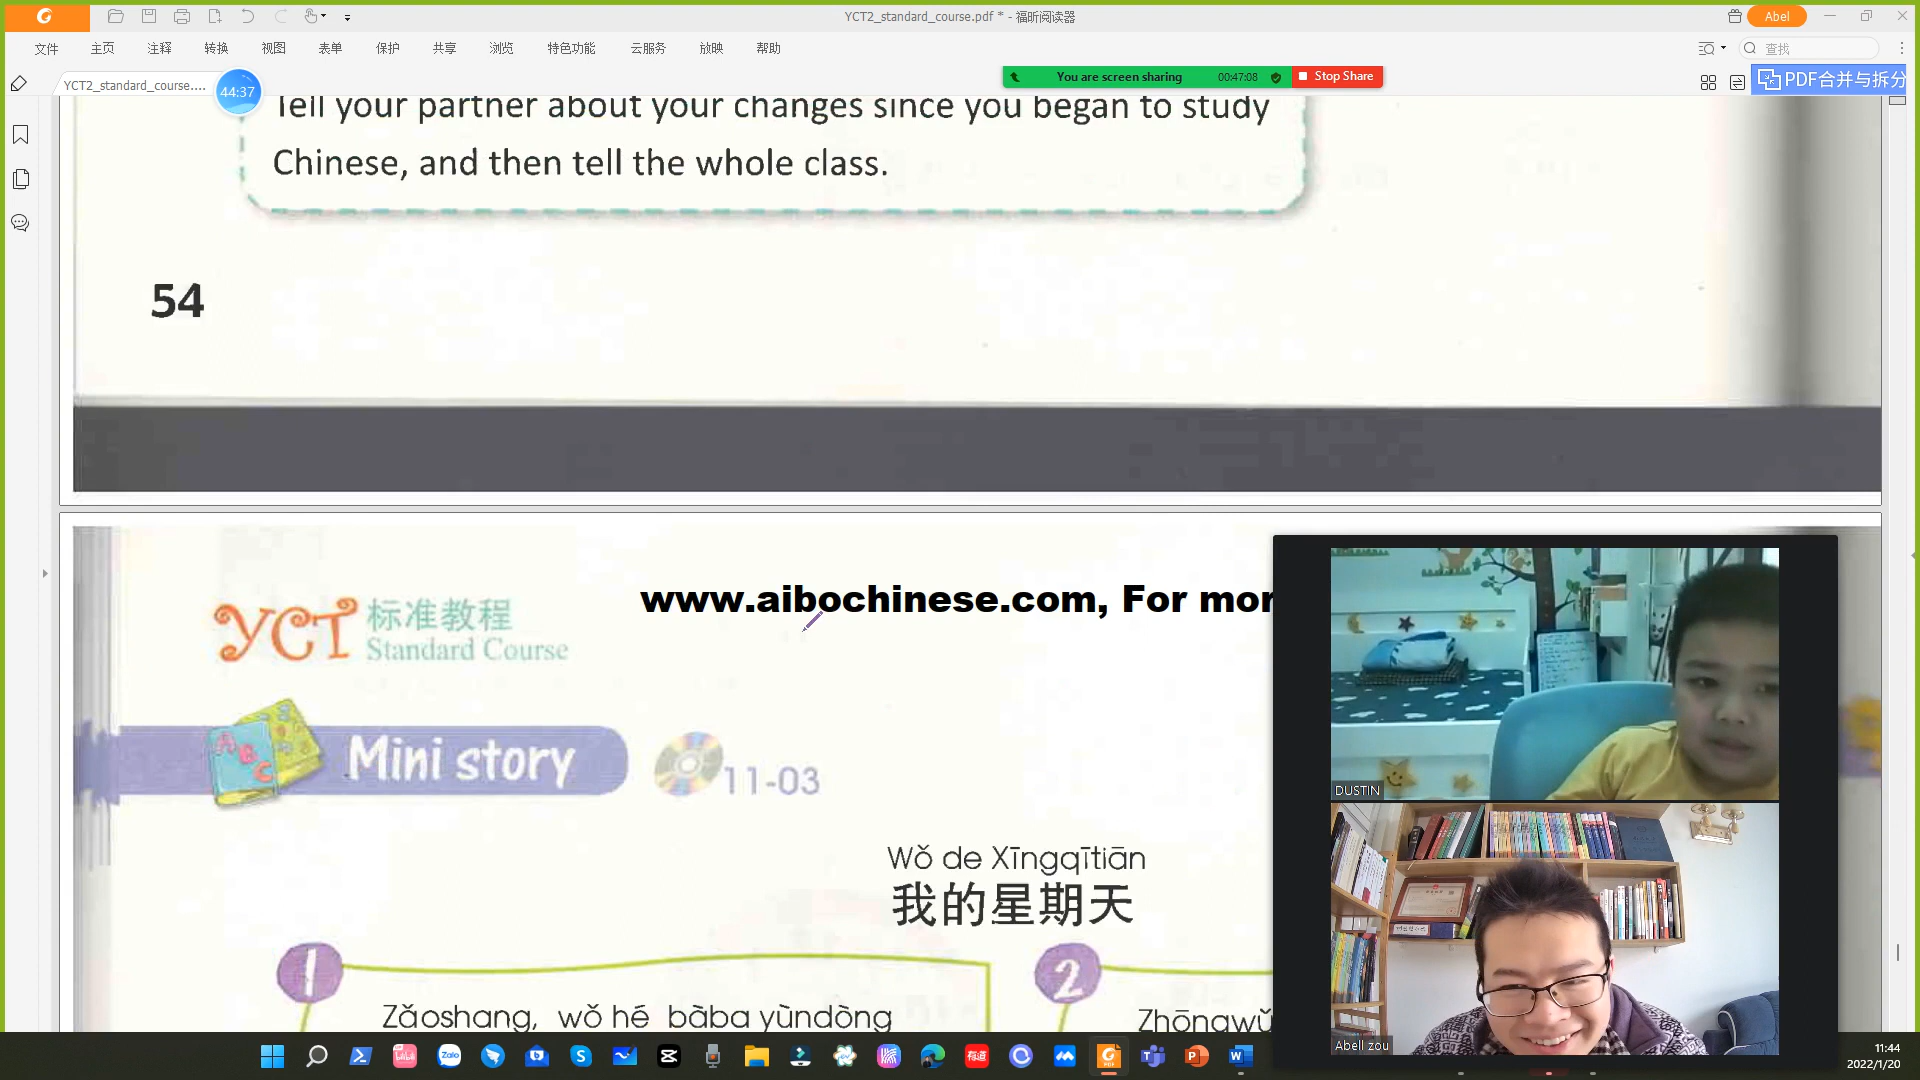 YCT2_standard_course.pdf * - 福昕阅读器
Abel
文件 主页 注释 转换 视图 表单 保护 共享 浏览 特色功能 云服务 放映 帮助
查找
YCT2_standard_course....
44:37
You are screen sharing 00:47:08 Stop Share
PDF合并与拆分
Tell your partner about your changes since you began to study
Chinese, and then tell the whole class.
54
YCT 标准教程
Standard Course
www.aibochinese.com, For mor
Mini story 11-03
Wǒ de Xīngqītiān
我的星期天
1
2
Zǎoshang, wǒ hé bàba yùndòng
Zhōngwǔ
DUSTIN
Abell zou
11:44
2022/1/20